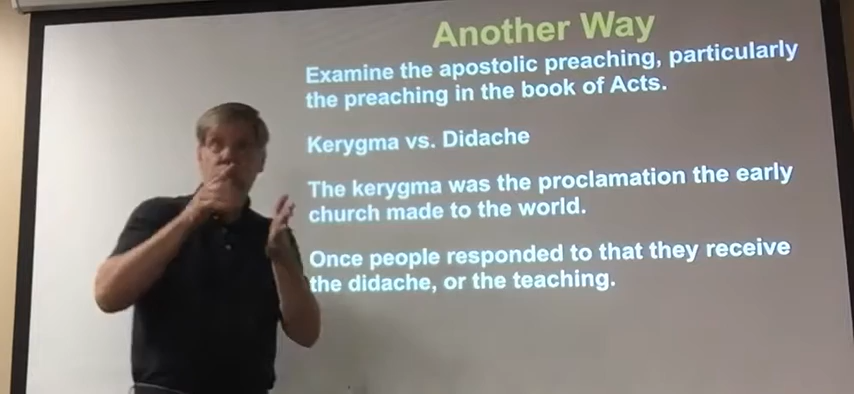 Another Way
Examine the apostolic preaching, particularly
the preaching in the book of Acts.
Kerygma vs. Didache
The kerygma was the proclamation the early
church made to the world.
Once people responded to that they receive
the didache, or the teaching.